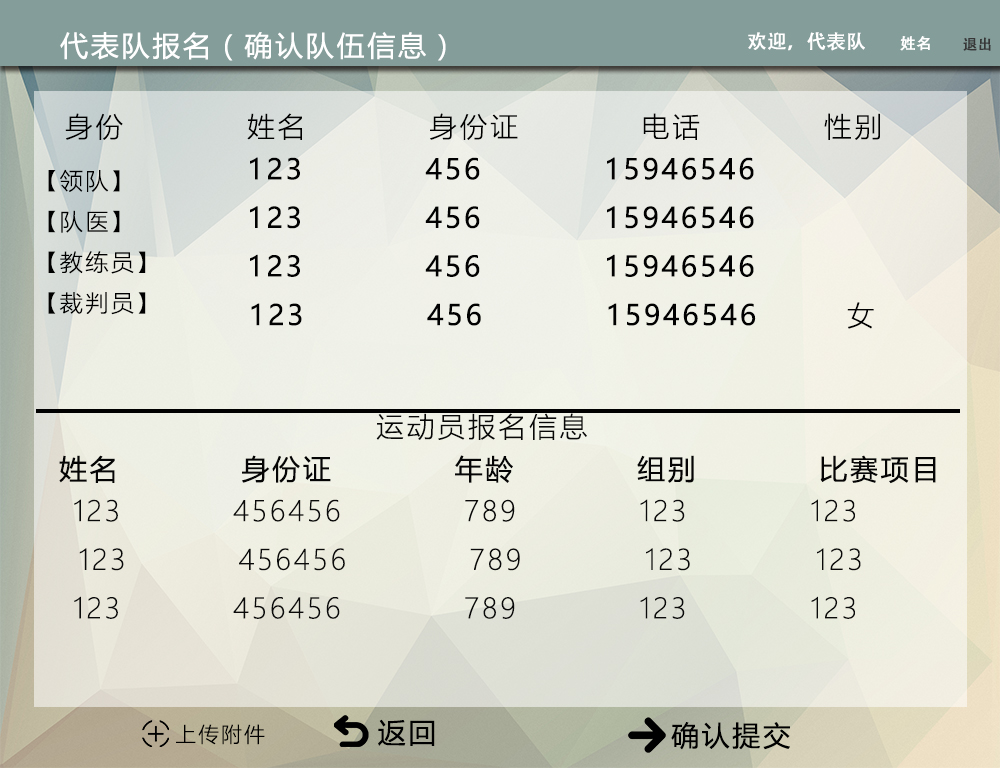 代表队报名（确认队伍信息） 欢迎，代表队 姓名 退出
身份 姓名 身份证 电话 性别
【领队】 123 456 15946546
【队医】 123 456 15946546
【教练员】 123 456 15946546
【裁判员】 123 456 15946546 女
运动员报名信息
姓名 身份证 年龄 组别 比赛项目
123 456456 789 123 123
123 456456 789 123 123
123 456456 789 123 123
上传附件 返回 确认提交